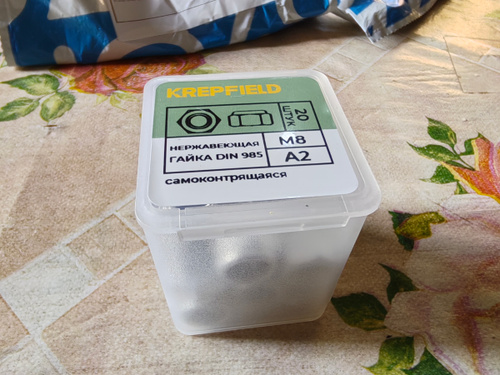 KREPFIELD
20
ШТУК
НЕРЖАВЕЮЩАЯ
ГАЙКА DIN 985
M8
A2
самоконтрящаяся